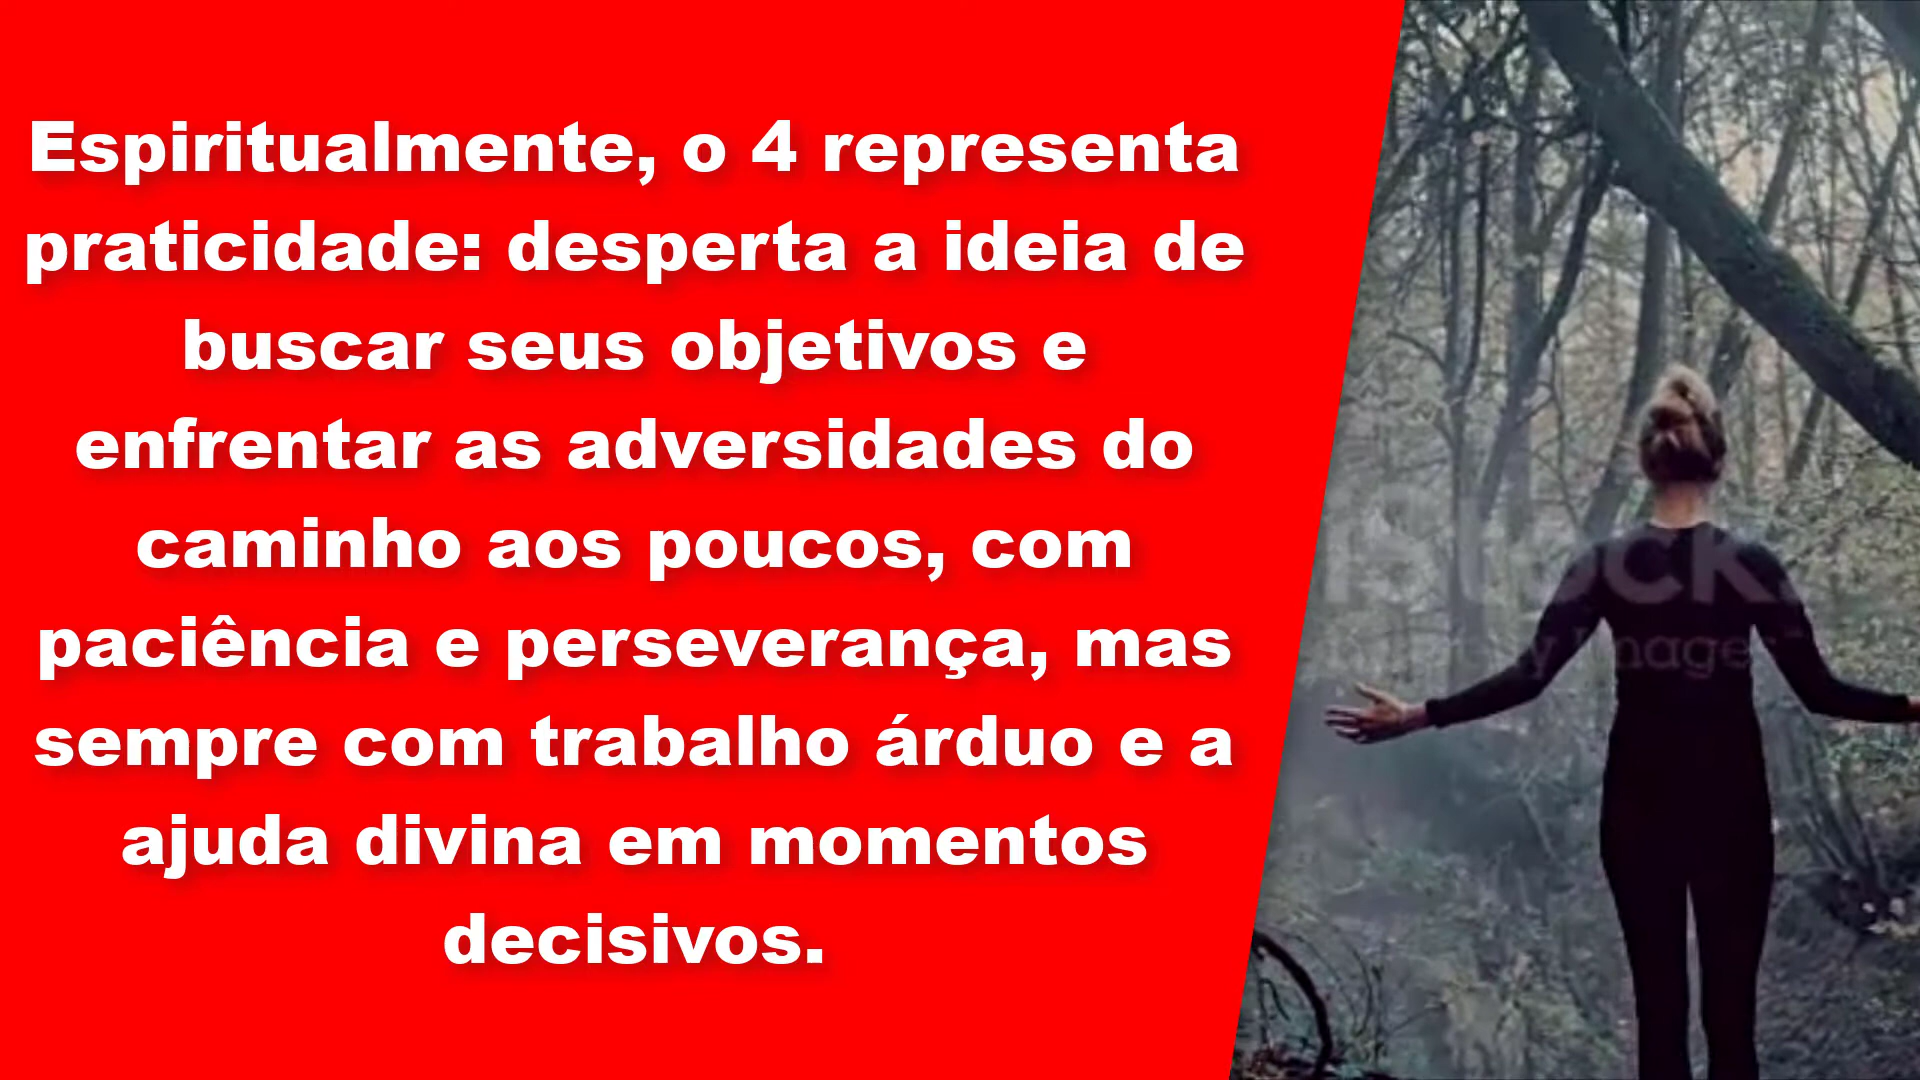 Espiritualmente, o 4 representa
praticidade: desperta a ideia de
buscar seus objetivos e
enfrentar as adversidades do
caminho aos poucos, com
paciência e perseverança, mas
sempre com trabalho árduo e a
ajuda divina em momentos
decisivos.